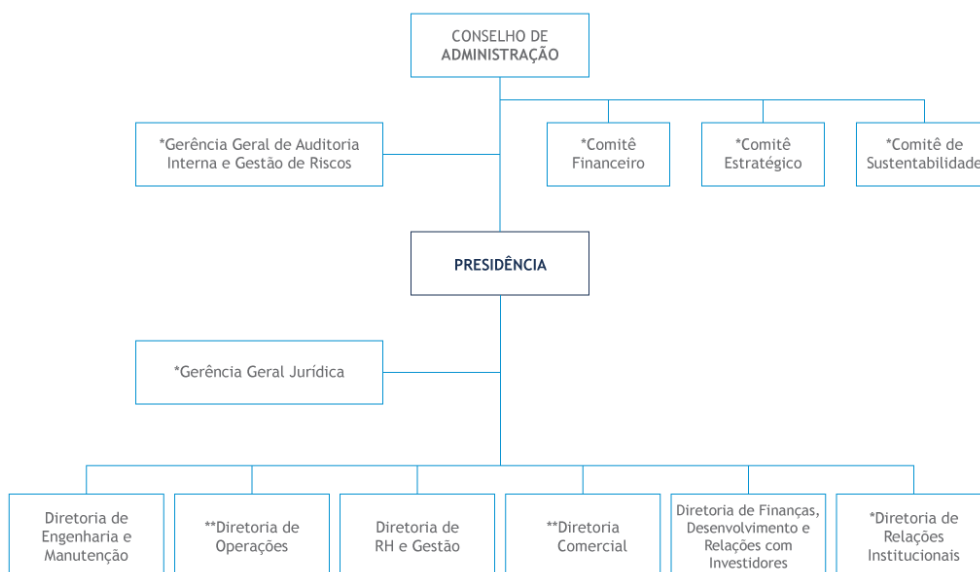 CONSELHO DE
ADMINISTRAÇÃO
*Gerência Geral de Auditoria
Interna e Gestão de Riscos
*Comitê
Financeiro
*Comitê
Estratégico
*Comitê de
Sustentabilidade
PRESIDÊNCIA
*Gerência Geral Jurídica
Diretoria de
Engenharia e
Manutenção
**Diretoria de
Operações
Diretoria de
RH e Gestão
**Diretoria
Comercial
Diretoria de Finanças,
Desenvolvimento e
Relações com
Investidores
*Diretoria de
Relações
Institucionais